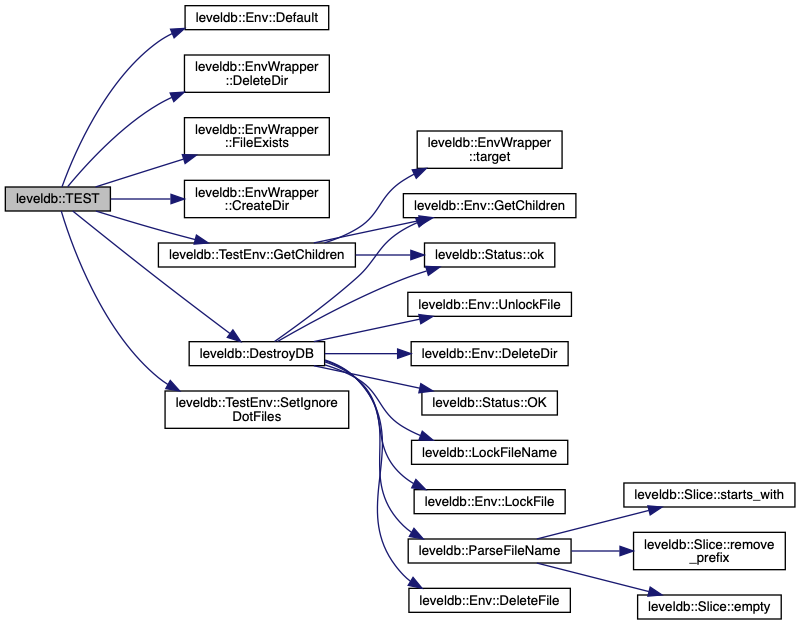 leveldb::Env::Default
leveldb::EnvWrapper
::DeleteDir
leveldb::EnvWrapper
::FileExists
leveldb::EnvWrapper
::target
leveldb::TEST
leveldb::EnvWrapper
::CreateDir
leveldb::Env::GetChildren
leveldb::TestEnv::GetChildren
leveldb::Status::ok
leveldb::Env::UnlockFile
leveldb::DestroyDB
leveldb::Env::DeleteDir
leveldb::TestEnv::SetIgnore
DotFiles
leveldb::Status::OK
leveldb::LockFileName
leveldb::Env::LockFile
leveldb::Slice::starts_with
leveldb::ParseFileName
leveldb::Slice::remove
_prefix
leveldb::Env::DeleteFile
leveldb::Slice::empty